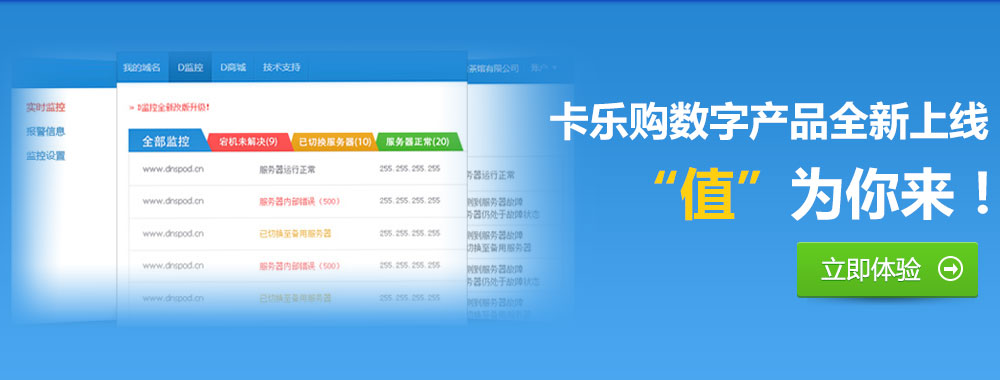 我的域名 D监控 D商城 技术支持
茶馆有限公司 账户
实时监控
报警信息
监控设置
» D监控全新改版升级！
全部监控 宕机未解决(9) 已切换服务器(10) 服务器正常(20)
www.dnspod.cn 服务器运行正常 255.255.255.255
www.dnspod.cn 服务器内部错误（500） 255.255.255.255
www.dnspod.cn 已切换至备用服务器 255.255.255.255
www.dnspod.cn 服务器内部错误（500） 255.255.255.255
www.dnspod.cn 已切换至备用服务器 255.255.255.255
务器运行正常
测到服务器故障
务器仍处于故障状态
测到服务器故障
切换至备用服务器
测到服务器故障
务器仍处于故障状态
测到服务器故障
卡乐购数字产品全新上线
“值”为你来！
立即体验